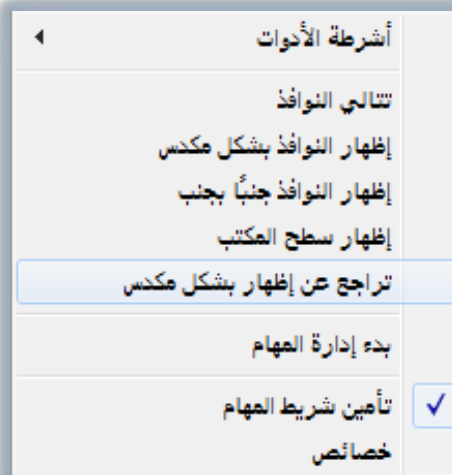 أشرطة الأدوات
تتالي النوافذ
إظهار النوافذ بشكل مكدس
إظهار النوافذ جنبًا بجنب
إظهار سطح المكتب
تراجع عن إظهار بشكل مكدس
بدء إدارة المهام
تأمين شريط المهام
خصائص